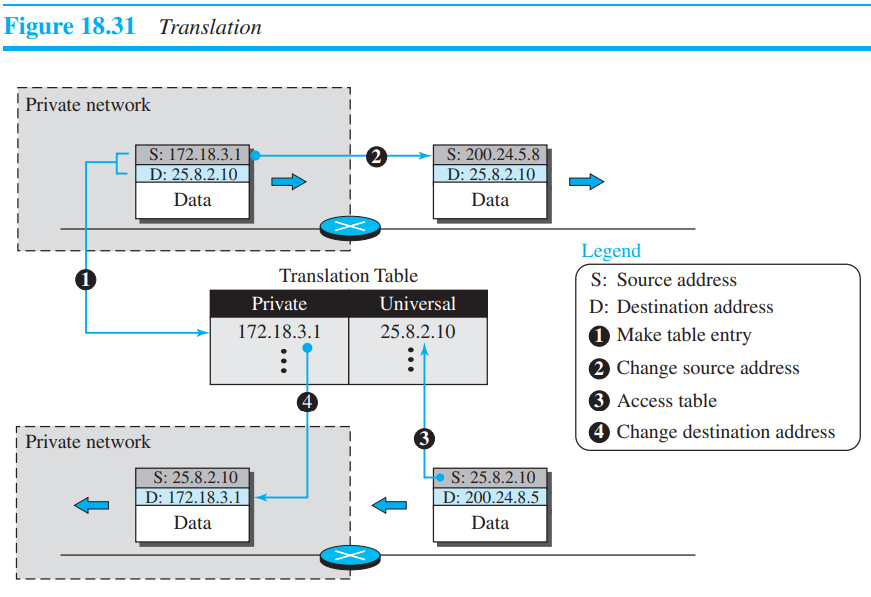 Figure 18.31 Translation
Private network
S: 172.18.3.1
D: 25.8.2.10
Data
2
S: 200.24.5.8
D: 25.8.2.10
Data
1
Translation Table
Private Universal
172.18.3.1 25.8.2.10
Legend
S: Source address
D: Destination address
1 Make table entry
2 Change source address
3 Access table
4 Change destination address
4
3
Private network
S: 25.8.2.10
D: 172.18.3.1
Data
S: 25.8.2.10
D: 200.24.8.5
Data